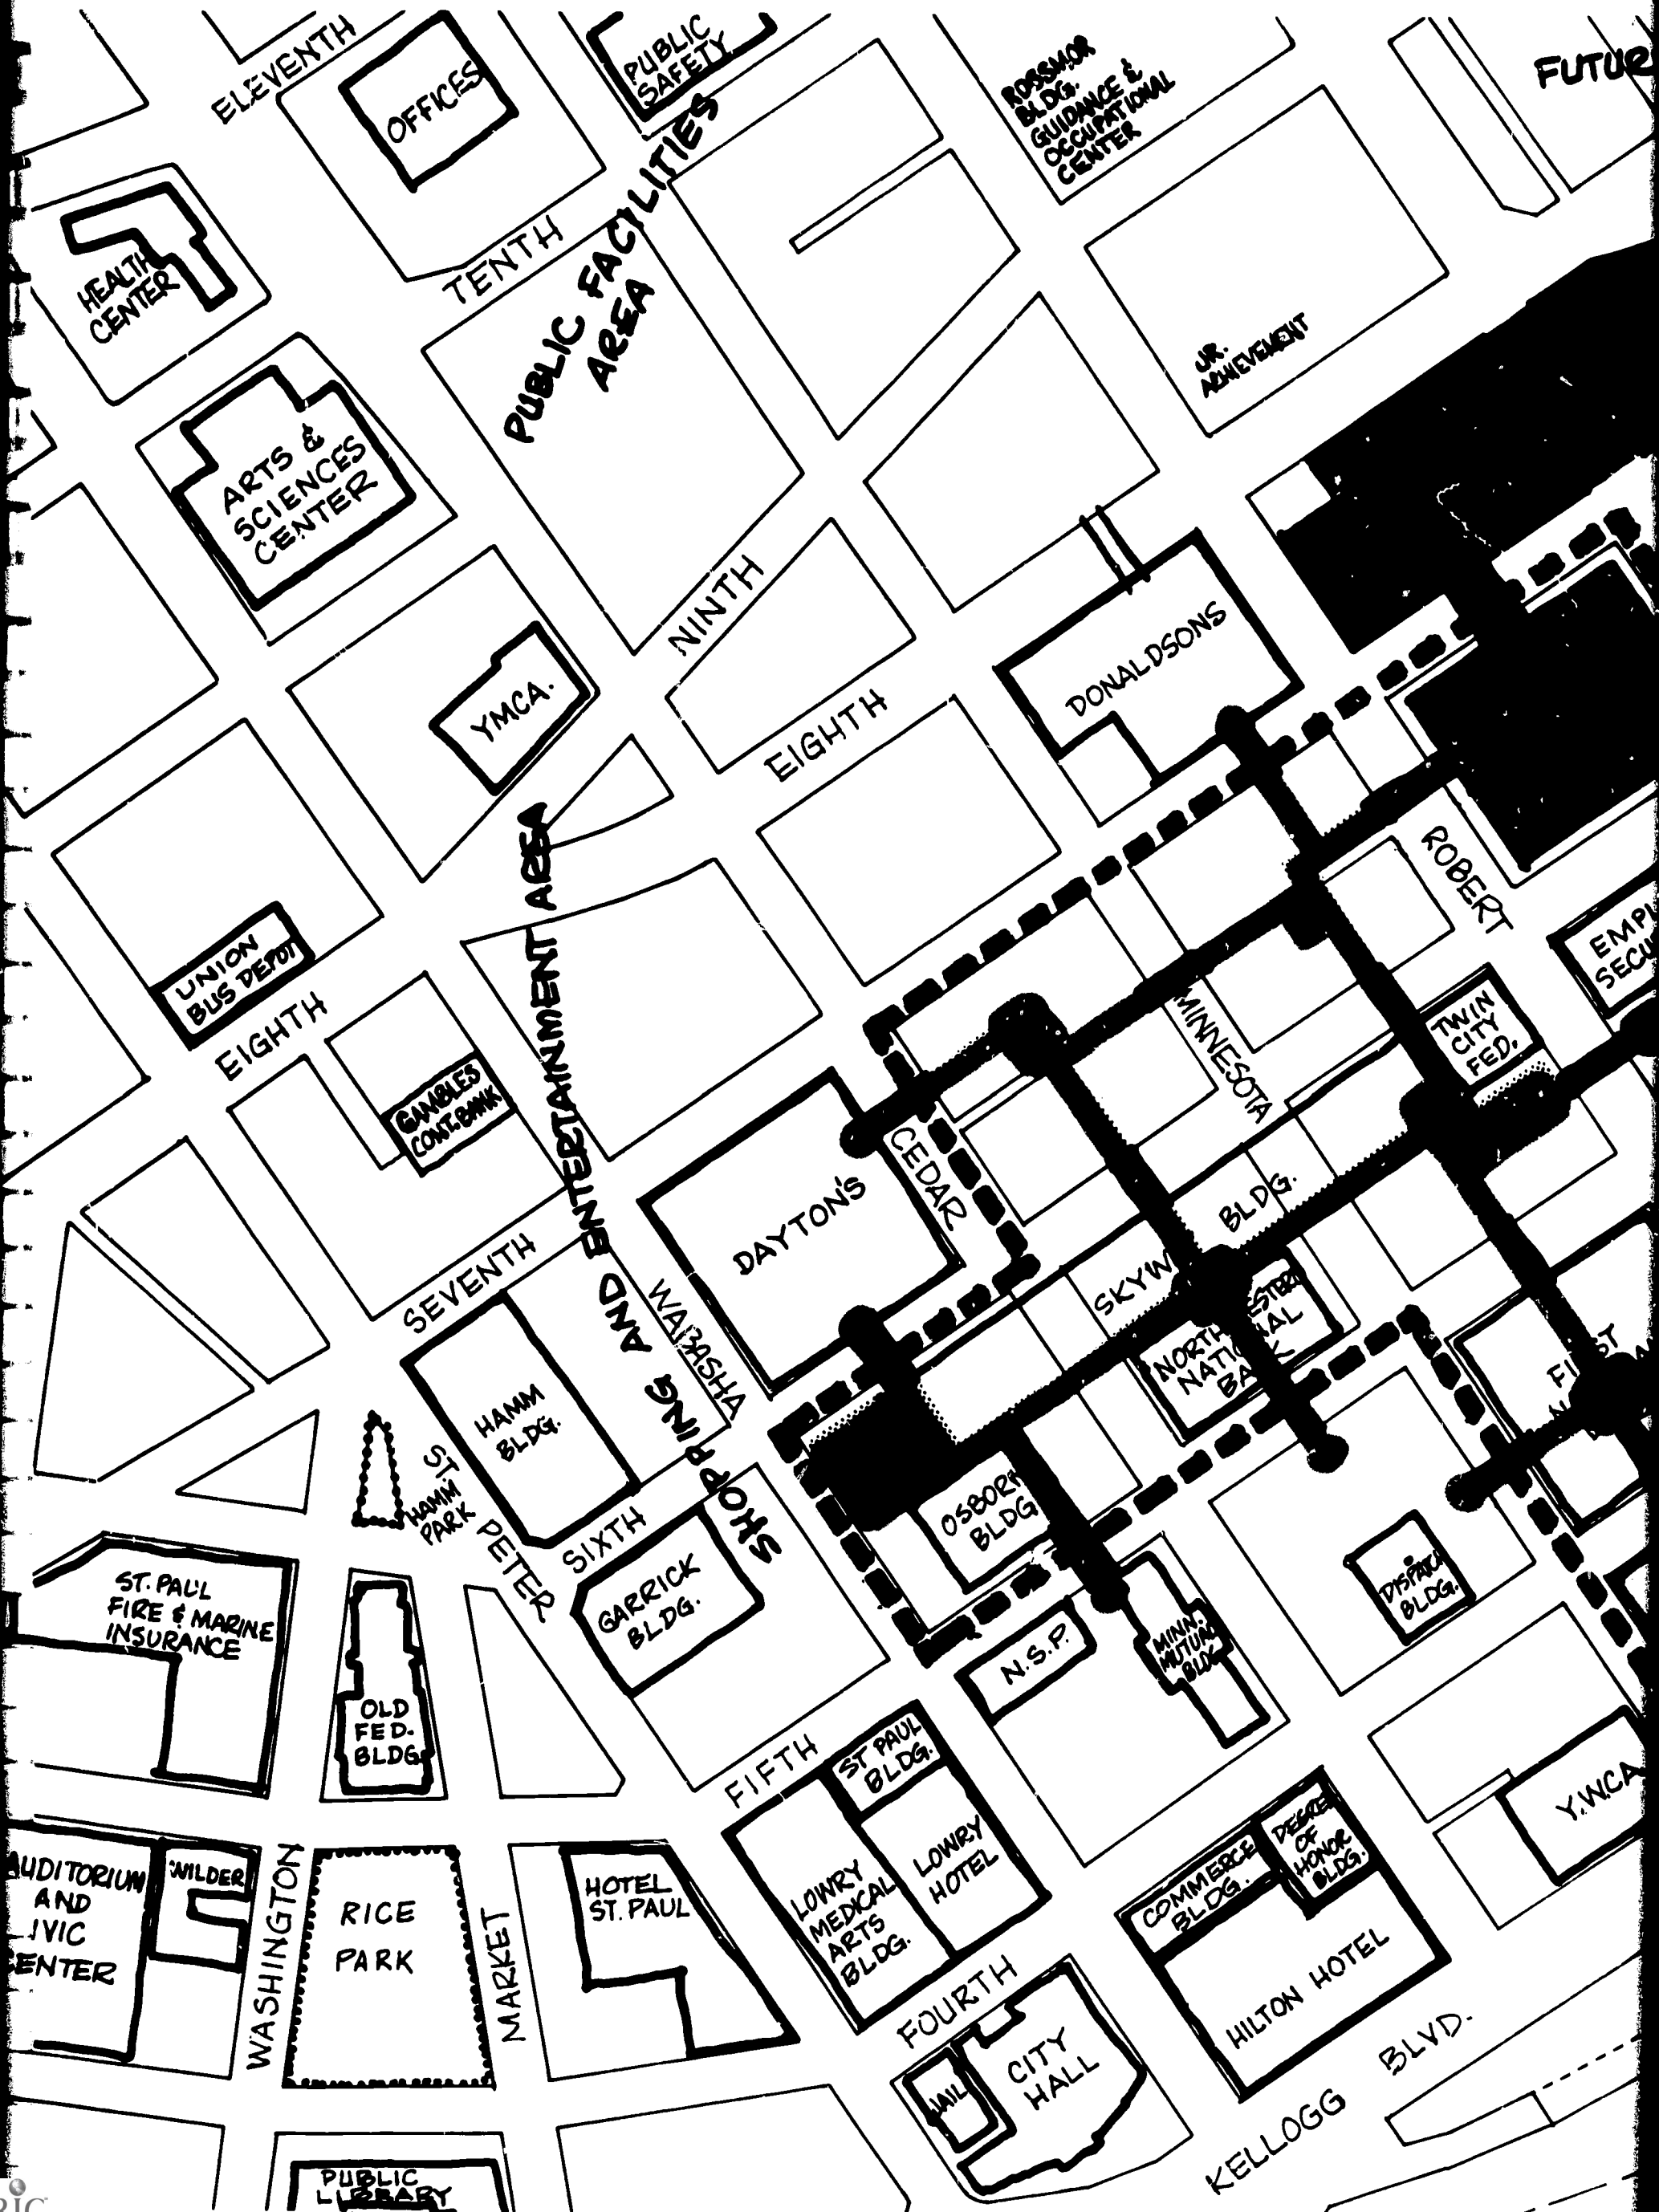 ELEVENTH
OFFICES
PUBLIC
SAFETY
ROSSMOR
BLDG.
GUIDANCE &
OCCUPATIONAL
CENTER
HEALTH
CENTER
TENTH
PUBLIC FACILITIES
AREA
JR.
ACHIEVEMENT
ARTS &
SCIENCES
CENTER
NINTH
DONALDSONS
YMCA.
EIGHTH
ROBERT
UNION
BUS DEPOT
EIGHTH
TWIN
CITY
FED.
MINNESOTA
GAMBLES
CONT. BANK
CEDAR
DAYTON'S
BLDG.
SEVENTH
WABASHA
SHOPPING AND ENTERTAINMENT AREA
HAMM
BLDG.
ST.
PETER
HAMM
PARK
SIXTH
OSBORN
BLDG
GARRICK
BLDG.
DISPATCH
BLDG.
ST. PAUL
FIRE & MARINE
INSURANCE
N.S.P.
MINN.
MUTUAL
BLDG
OLD
FED.
BLDG
FIFTH
ST PAUL
BLDG.
Y.W.C.A
WILDER
AND
WASHINGTON
RICE
PARK
MARKET
HOTEL
ST. PAUL
LOWRY
MEDICAL
ARTS
BLDG.
LOWRY
HOTEL
COMMERCE
BLDG.
DEGREE
OF
HONOR
BLDG.
HILTON HOTEL
FOURTH
JAIL
CITY
HALL
KELLOGG BLVD.
PUBLIC
LIBRARY